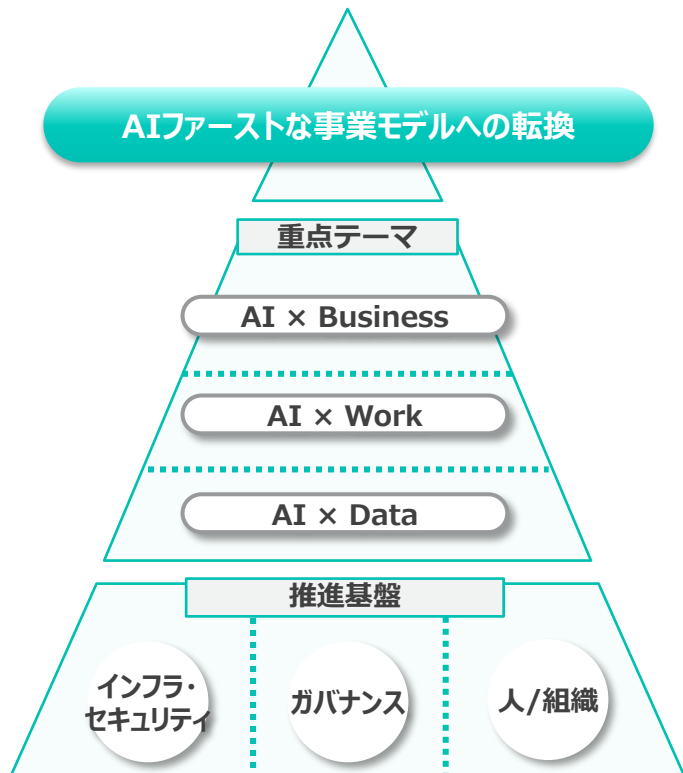 AIファーストな事業モデルへの転換
重点テーマ
AI × Business
AI × Work
AI × Data
推進基盤
インフラ・
セキュリティ
ガバナンス
人/組織